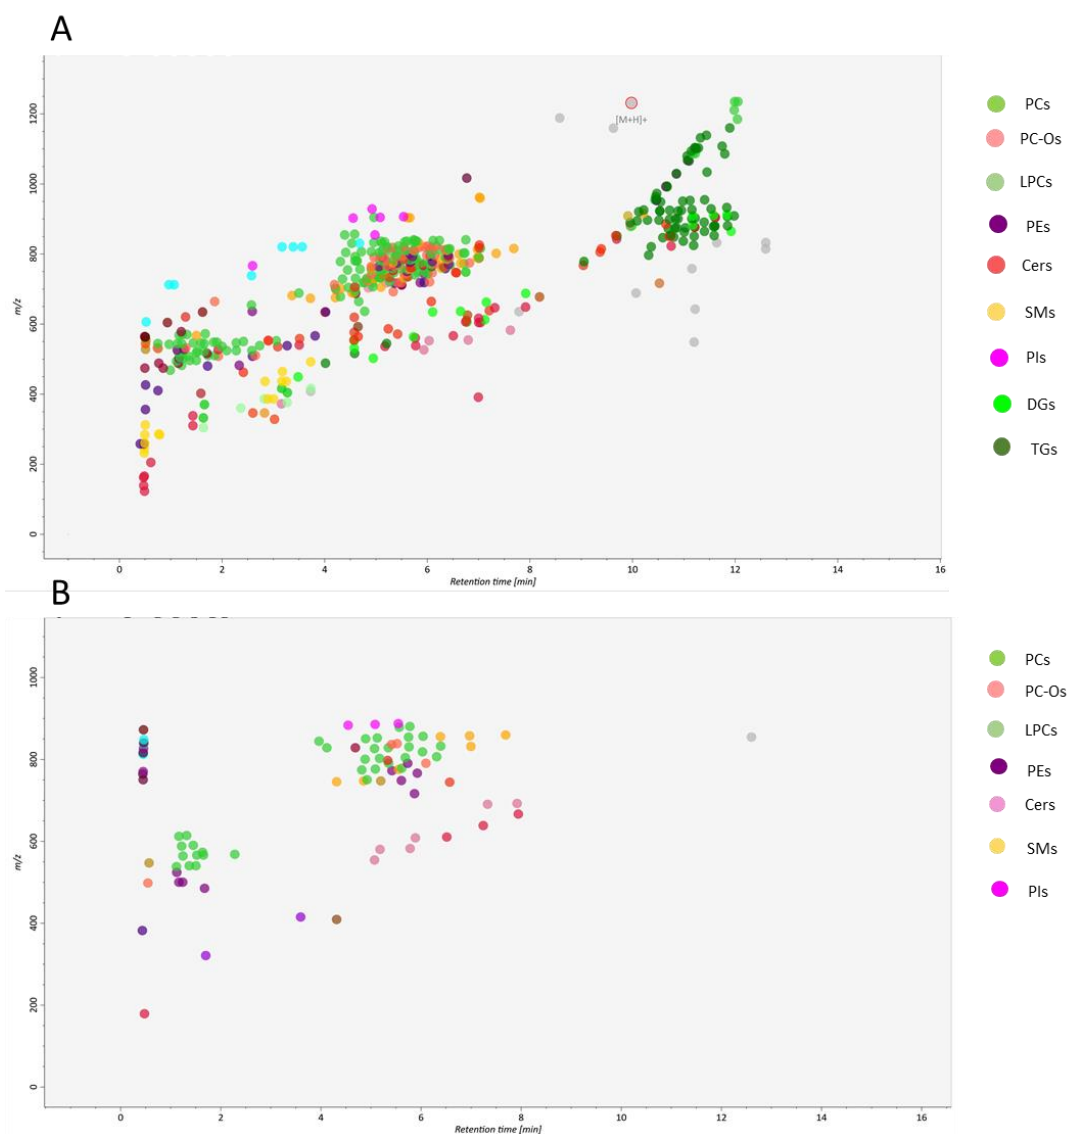 A
1200
1000
800
600
400
200
0
m/z
[M+H]+
0 2 4 6 8 10 12 14 16
Retention time [min]
PCs
PC-Os
LPCs
PEs
Cers
SMs
PIs
DGs
TGs
B
1000
800
600
400
200
0
m/z
0 2 4 6 8 10 12 14 16
Retention time [min]
PCs
PC-Os
LPCs
PEs
Cers
SMs
PIs